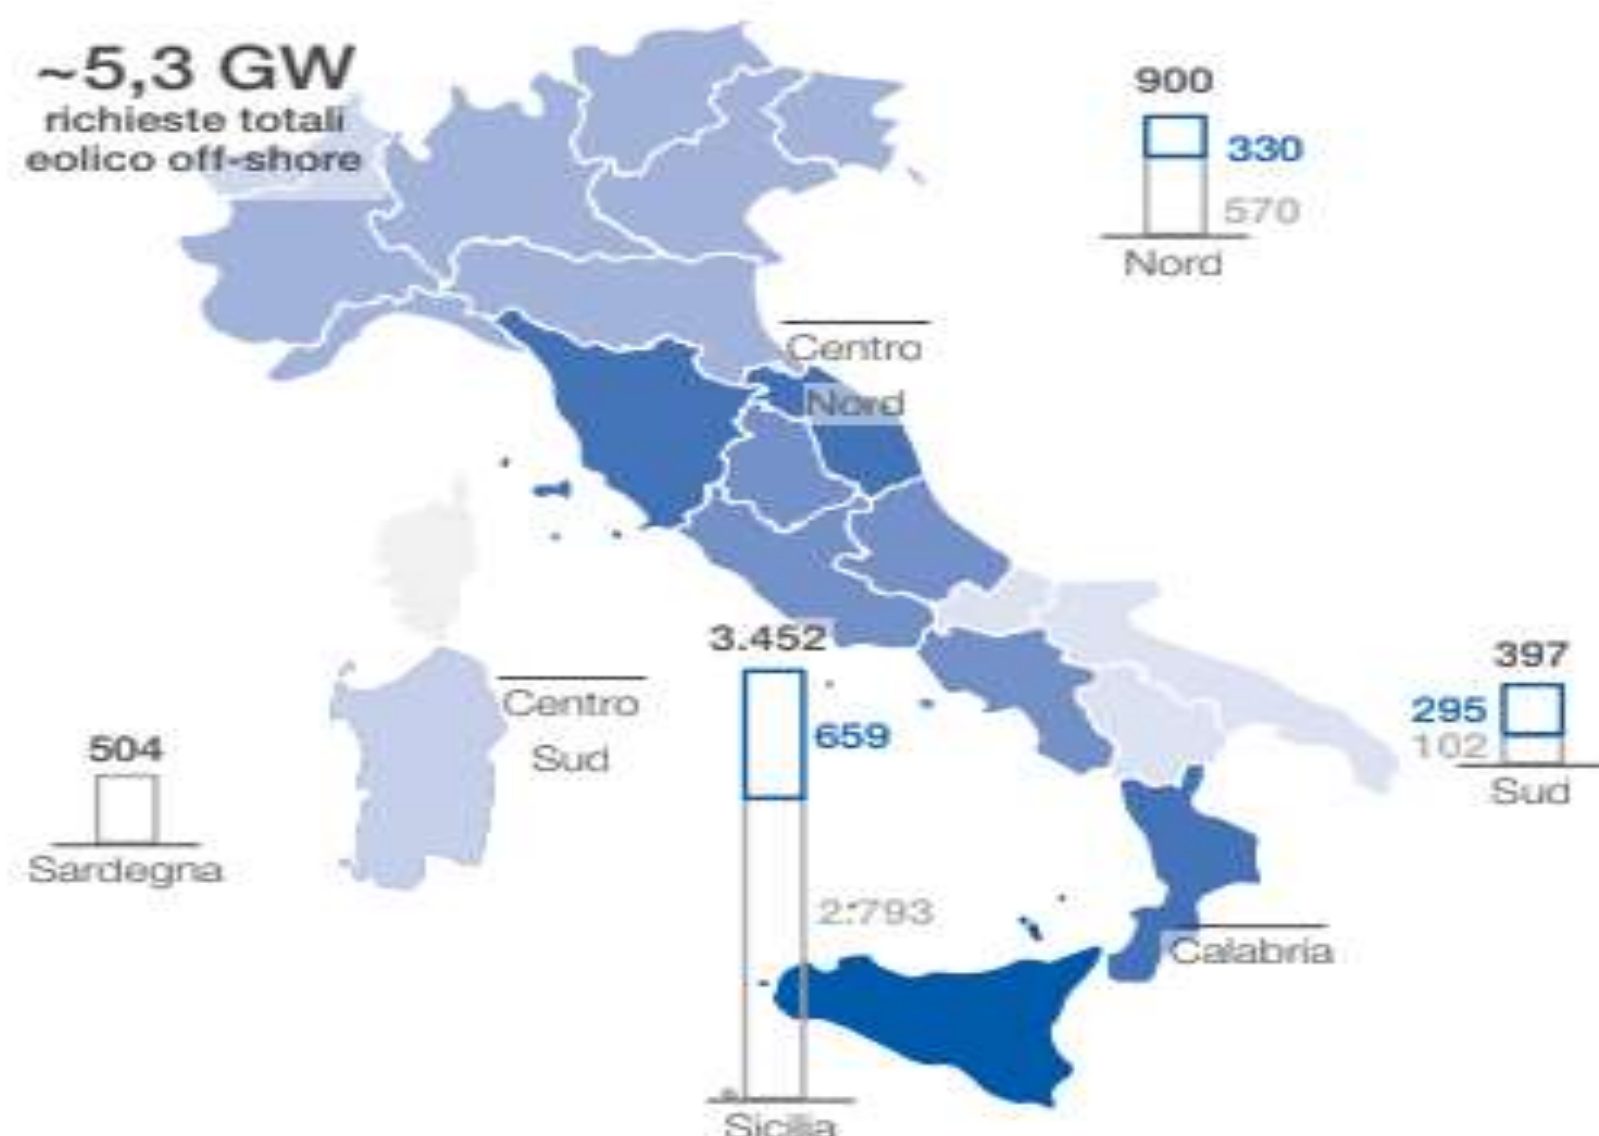 ~5,3 GW
richieste totali
eolico off-shore
900
330
570
Nord
Centro
Nord
3.452
659
2.793
Sicilia
Centro
Sud
504
Sardegna
397
295
102
Sud
Calabria